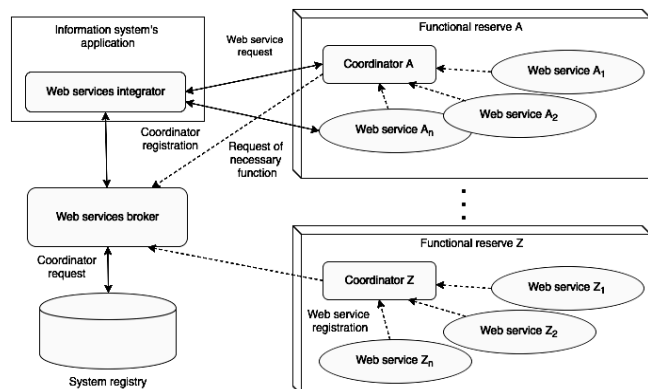 Information system's
application
Web services integrator
Web service
request
Functional reserve A
Coordinator A
Web service A1
Web service A2
Web service An
Coordinator
registration
Request of
necessary
function
Web services broker
Coordinator
request
System registry
Functional reserve Z
Coordinator Z
Web service Z1
Web service Z2
Web service
registration
Web service Zn